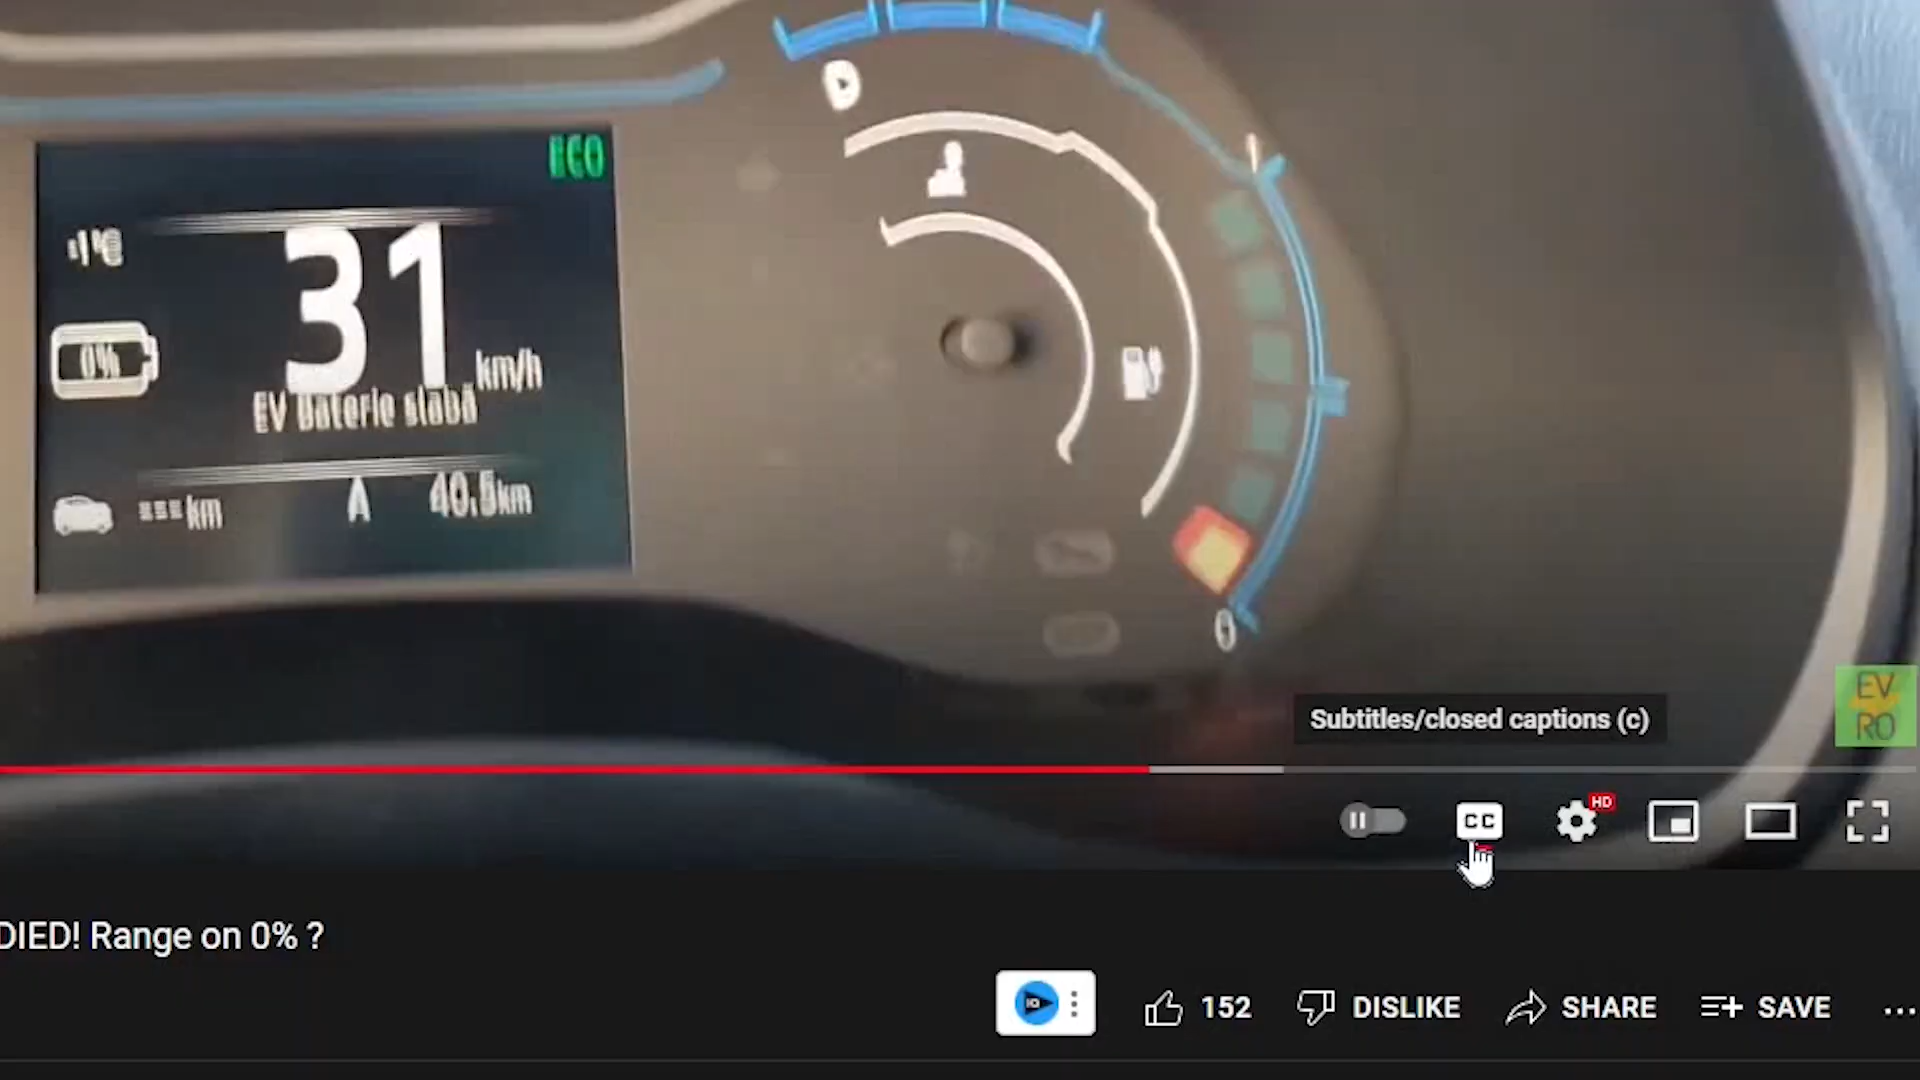 ECO
31 km/h
0%
EV Baterie slabă
km A 40.5km
0
EV
RO
Subtitles/closed captions (c)
CC
HD
DIED! Range on 0% ?
IQ
152 DISLIKE SHARE SAVE